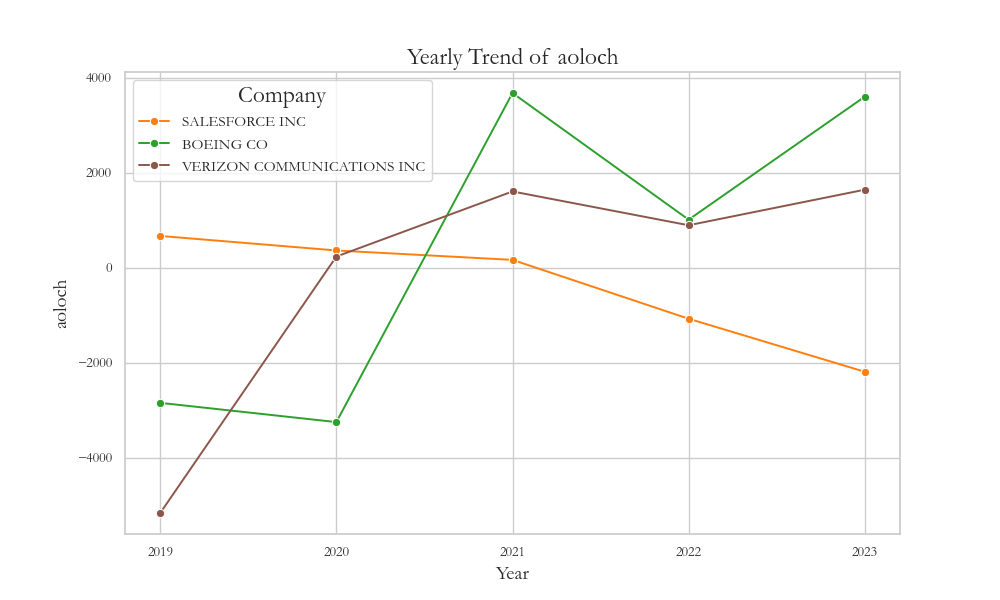 Yearly Trend of aoloch
4000
2000
0
−2000
−4000
aoloch
Company
SALESFORCE INC
BOEING CO
VERIZON COMMUNICATIONS INC
2019 2020 2021 2022 2023
Year